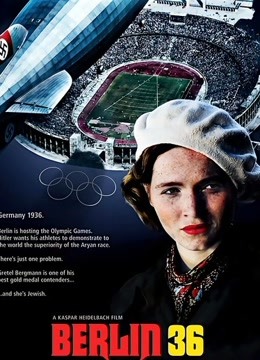 Germany 1936.
Berlin is hosting the Olympic Games.
Hitler wants his athletes to demonstrate to
the world the superiority of the Aryan race.
There's just one problem.
Gretel Bergmann is one of his
best gold medal contenders...
...and she's Jewish.
A KASPAR HEIDELBACH FILM
BERLIN 36